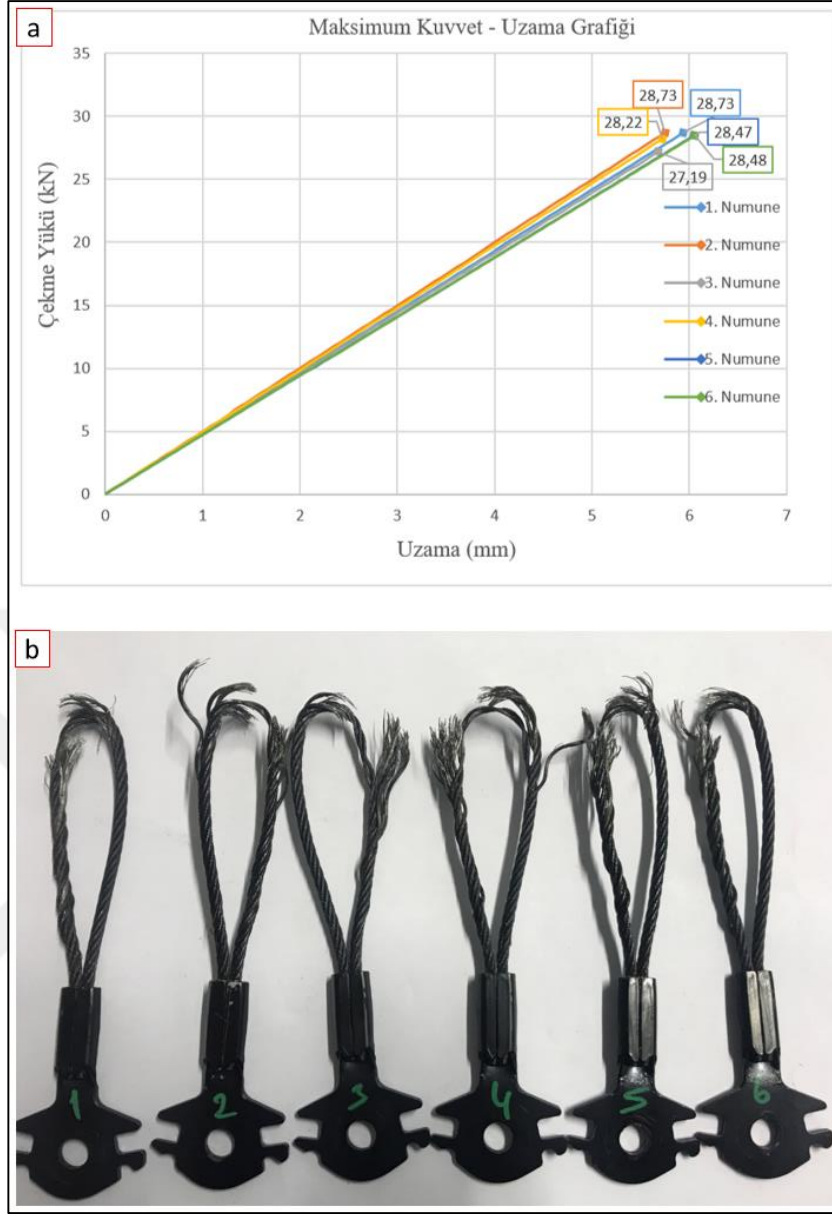 a
Maksimum Kuvvet - Uzama Grafiği
35
30
25
20
15
10
5
0
Çekme Yükü (kN)
28,73
28,73
28,22
28,47
28,48
27,19
1. Numune
2. Numune
3. Numune
4. Numune
5. Numune
6. Numune
0 1 2 3 4 5 6 7
Uzama (mm)
b
1 2 3 4 5 6